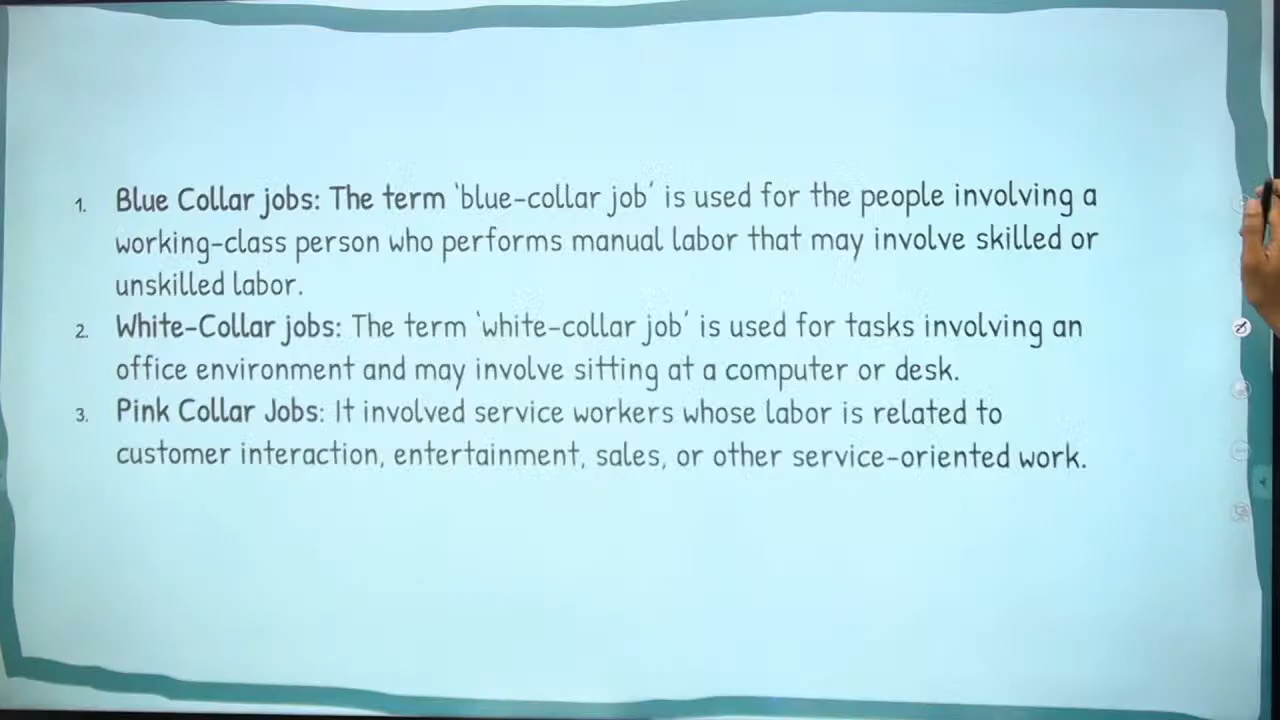 1. Blue Collar jobs: The term 'blue-collar job' is used for the people involving a
working-class person who performs manual labor that may involve skilled or
unskilled labor.
2. White-Collar jobs: The term 'white-collar job' is used for tasks involving an
office environment and may involve sitting at a computer or desk.
3. Pink Collar Jobs: It involved service workers whose labor is related to
customer interaction, entertainment, sales, or other service-oriented work.